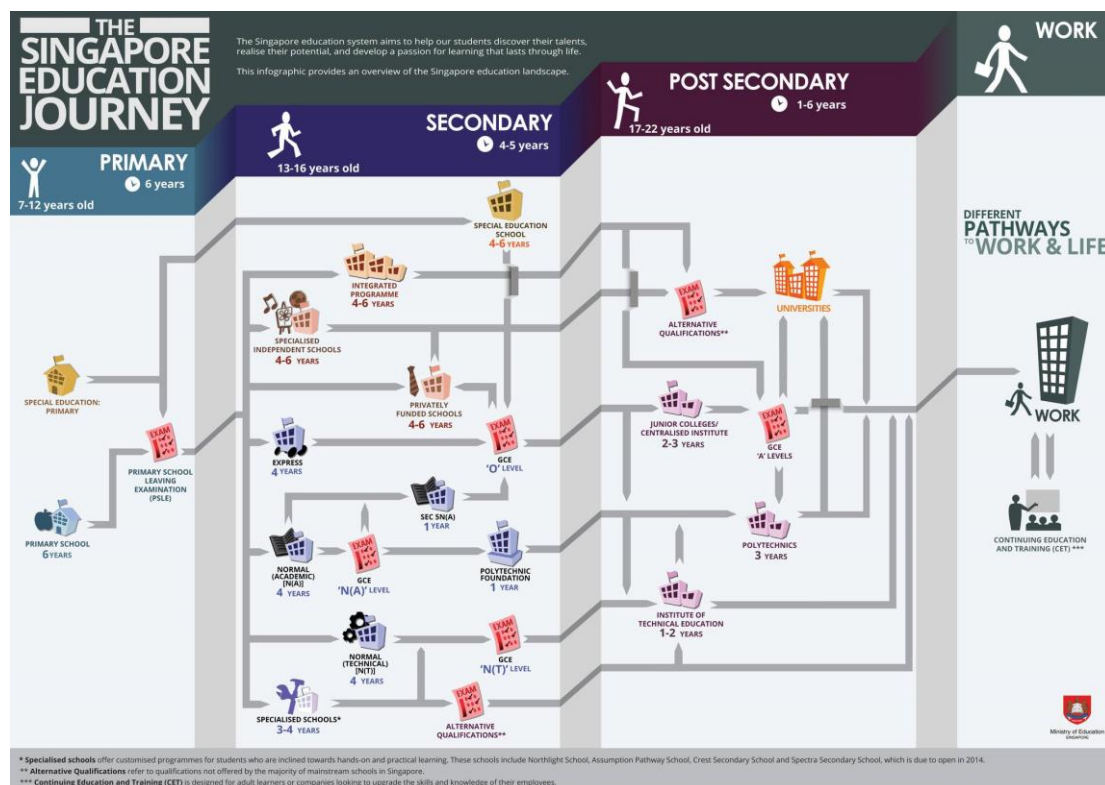 THE
SINGAPORE
EDUCATION
JOURNEY
The Singapore education system aims to help our students discover their talents,
realise their potential, and develop a passion for learning that lasts through life.
This infographic provides an overview of the Singapore education landscape.
PRIMARY
6 years
7-12 years old
SECONDARY
4-5 years
13-16 years old
POST SECONDARY
1-6 years
17-22 years old
WORK
SPECIAL EDUCATION:
PRIMARY
PRIMARY SCHOOL
6 YEARS
EXAM
PRIMARY SCHOOL
LEAVING
EXAMINATION
(PSLE)
SPECIAL EDUCATION
SCHOOL
4-6 YEARS
INTEGRATED
PROGRAMME
4-6 YEARS
SPECIALISED
INDEPENDENT SCHOOLS
4-6 YEARS
PRIVATELY
FUNDED SCHOOLS
4-6 YEARS
EXPRESS
4 YEARS
EXAM
GCE
'O' LEVEL
SEC 5N(A)
1 YEAR
NORMAL
(ACADEMIC)
[N(A)]
4 YEARS
EXAM
GCE
'N(A)' LEVEL
POLYTECHNIC
FOUNDATION
1 YEAR
NORMAL
(TECHNICAL)
[N(T)]
4 YEARS
EXAM
GCE
'N(T)' LEVEL
SPECIALISED SCHOOLS*
3-4 YEARS
EXAM
ALTERNATIVE
QUALIFICATIONS**
EXAM
ALTERNATIVE
QUALIFICATIONS**
UNIVERSITIES
JUNIOR COLLEGES/
CENTRALISED INSTITUTE
2-3 YEARS
EXAM
GCE
'A' LEVELS
POLYTECHNICS
3 YEARS
INSTITUTE OF
TECHNICAL EDUCATION
1-2 YEARS
DIFFERENT
PATHWAYS
TO WORK & LIFE
WORK
CONTINUING EDUCATION
AND TRAINING (CET) ***
Ministry of Education
SINGAPORE
* Specialised schools offer customised programmes for students who are inclined towards hands-on and practical learning. These schools include Northlight School, Assumption Pathway School, Crest Secondary School and Spectra Secondary School, which is due to open in 2014.
** Alternative Qualifications refer to qualifications not offered by the majority of mainstream schools in Singapore.
*** Continuing Education and Training (CET) is designed for adult learners or companies looking to upgrade the skills and knowledge of their employees.